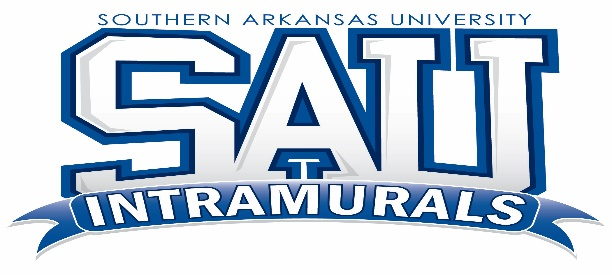 SOUTHERN ARKANSAS UNIVERSITY
SAU
INTRAMURALS